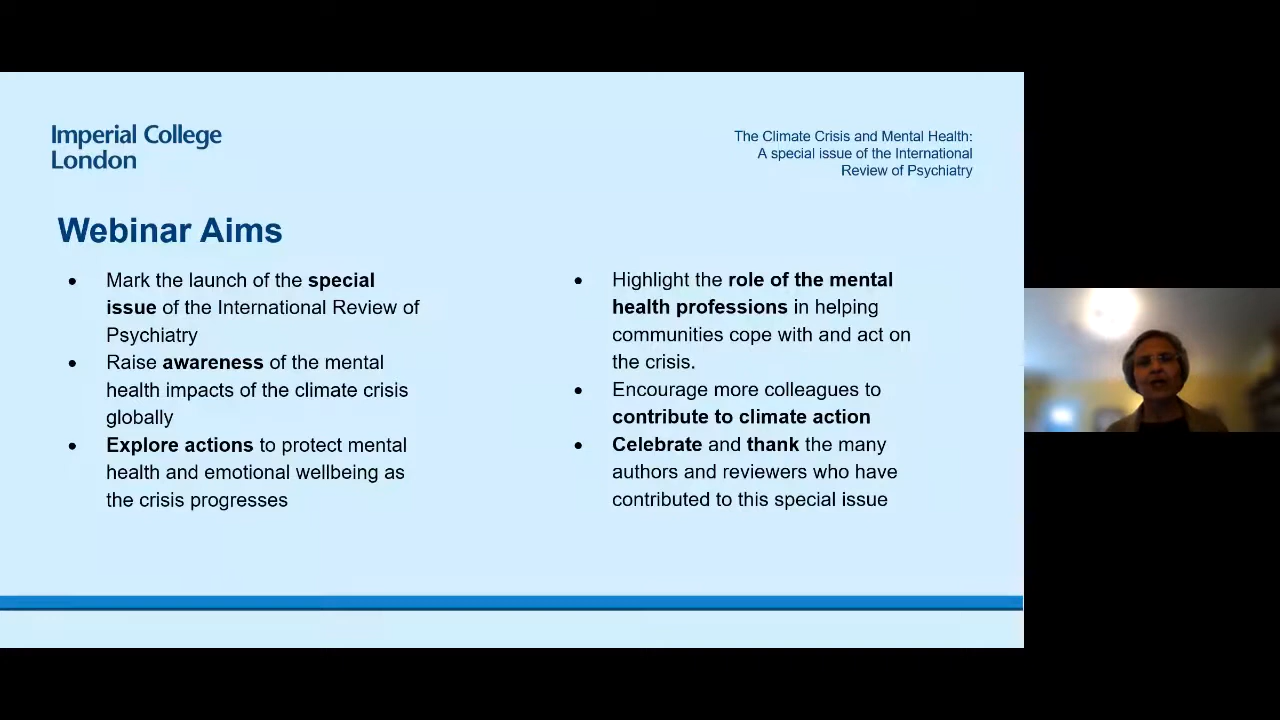 Imperial College
London
The Climate Crisis and Mental Health:
A special issue of the International
Review of Psychiatry
Webinar Aims
• Mark the launch of the special
issue of the International Review of
Psychiatry
• Raise awareness of the mental
health impacts of the climate crisis
globally
• Explore actions to protect mental
health and emotional wellbeing as
the crisis progresses
• Highlight the role of the mental
health professions in helping
communities cope with and act on
the crisis.
• Encourage more colleagues to
contribute to climate action
• Celebrate and thank the many
authors and reviewers who have
contributed to this special issue